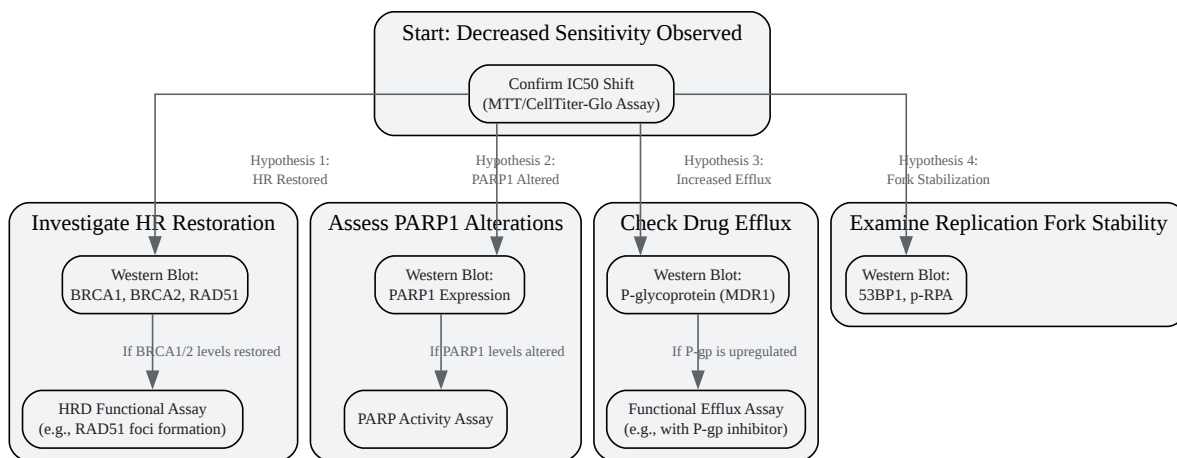 Start: Decreased Sensitivity Observed
Confirm IC50 Shift
(MTT/CellTiter-Glo Assay)
Hypothesis 1:
HR Restored
Hypothesis 2:
PARP1 Altered
Hypothesis 3:
Increased Efflux
Hypothesis 4:
Fork Stabilization
Investigate HR Restoration
Western Blot:
BRCA1, BRCA2, RAD51
If BRCA1/2 levels restored
HRD Functional Assay
(e.g., RAD51 foci formation)
Assess PARP1 Alterations
Western Blot:
PARP1 Expression
If PARP1 levels altered
PARP Activity Assay
Check Drug Efflux
Western Blot:
P-glycoprotein (MDR1)
If P-gp is upregulated
Functional Efflux Assay
(e.g., with P-gp inhibitor)
Examine Replication Fork Stability
Western Blot:
53BP1, p-RPA